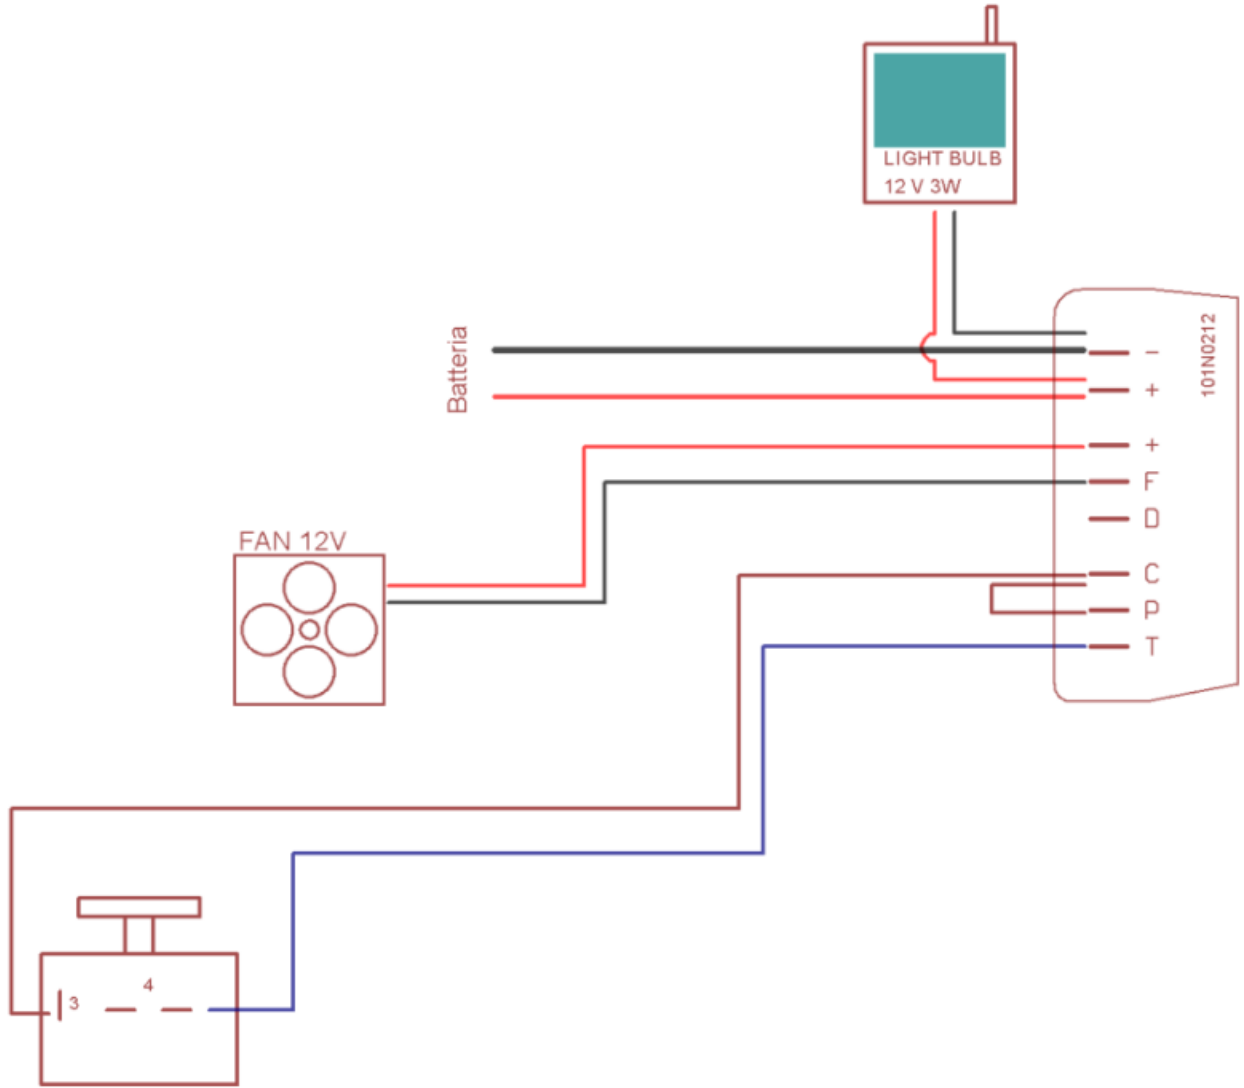 LIGHT BULB
12 V 3W
Batteria
101N0212
−
+
+
F
D
C
P
T
FAN 12V
4
3